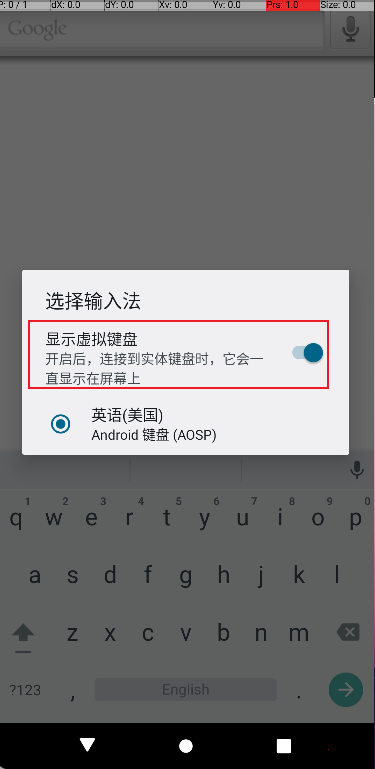 P: 0 / 1 dX: 0.0 dY: 0.0 Xv: 0.0 Yv: 0.0 Prs: 1.0 Size: 0.0
Google
选择输入法
显示虚拟键盘
开启后，连接到实体键盘时，它会一
直显示在屏幕上
英语(美国)
Android 键盘 (AOSP)
1 2 3 4 5 6 7 8 9 0
q w e r t y u i o p
a s d f g h j k l
z x c v b n m
?123 , English .